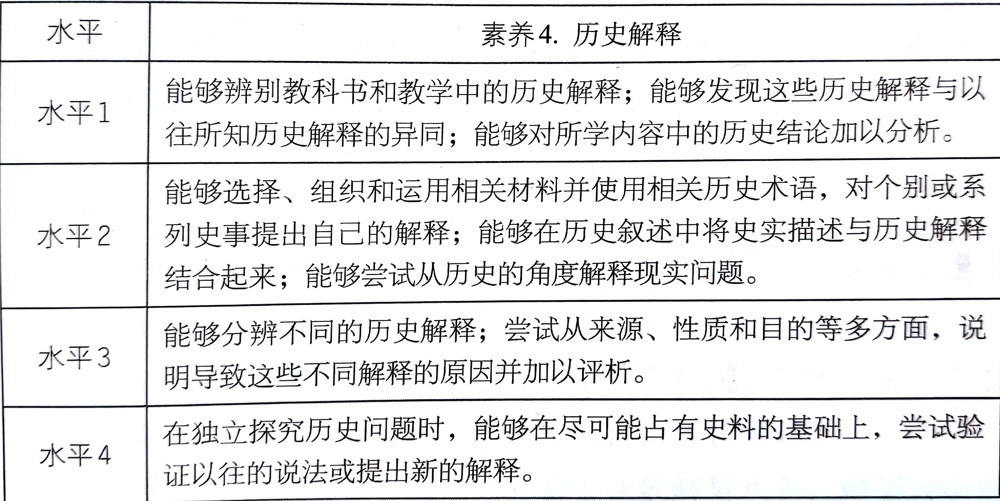 水平
素养4. 历史解释
水平1
能够辨别教科书和教学中的历史解释；能够发现这些历史解释与以
往所知历史解释的异同；能够对所学内容中的历史结论加以分析。
水平2
能够选择、组织和运用相关材料并使用相关历史术语，对个别或系
列史事提出自己的解释；能够在历史叙述中将史实描述与历史解释
结合起来；能够尝试从历史的角度解释现实问题。
水平3
能够分辨不同的历史解释；尝试从来源、性质和目的等多方面，说
明导致这些不同解释的原因并加以评析。
水平4
在独立探究历史问题时，能够在尽可能占有史料的基础上，尝试验
证以往的说法或提出新的解释。